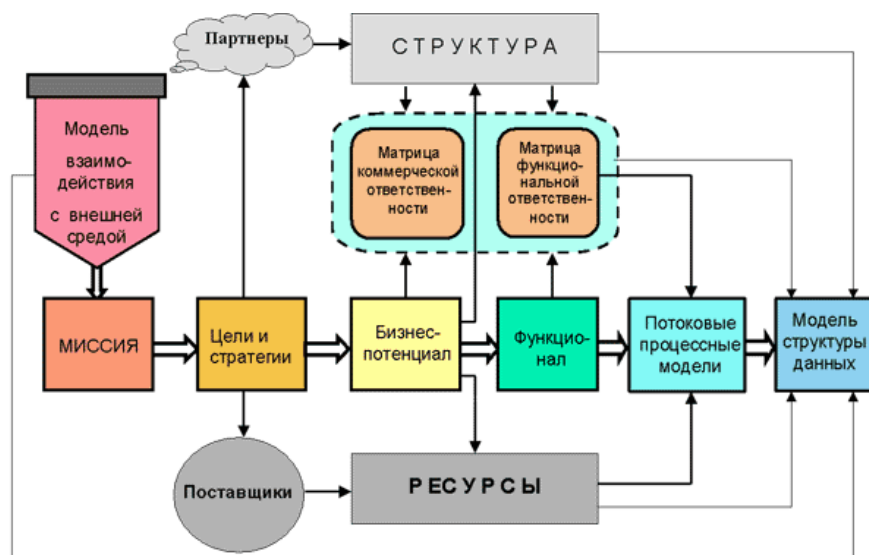 Партнеры
СТРУКТУРА
Модель
взаимо-
действия
с внешней
средой
Матрица
коммерческой
ответствен-
ности
Матрица
функцио-
нальной
ответствен-
ности
МИССИЯ
Цели и
стратегии
Бизнес-
потенциал
Функцио-
нал
Потоковые
процессные
модели
Модель
структуры
данных
Поставщики
РЕСУРСЫ